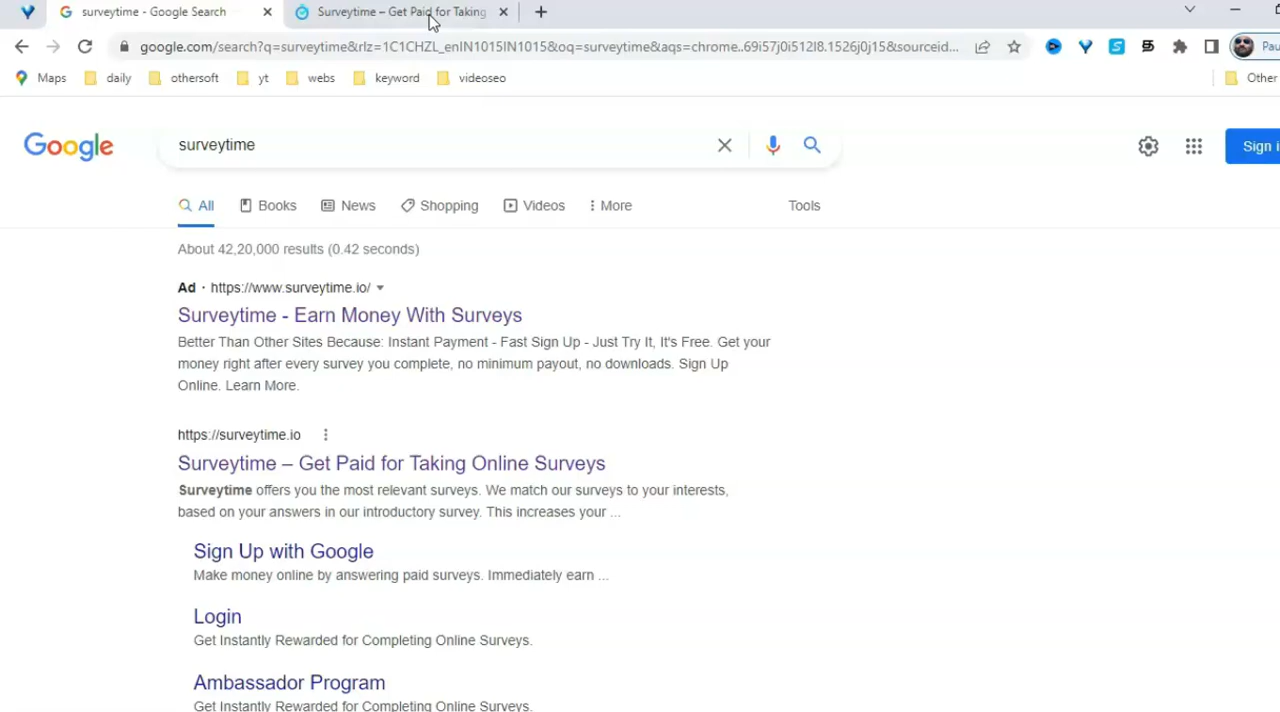 surveytime - Google Search
Surveytime – Get Paid for Taking
google.com/search?q=surveytime&rlz=1C1CHZL_enIN1015IN1015&oq=surveytime&aqs=chrome..69i57j0i512l8.1526j0j15&sourceid...
Pau
Maps daily othersoft yt webs keyword videoseo Other
Google surveytime Sign i
All Books News Shopping Videos More Tools
About 42,20,000 results (0.42 seconds)
Ad · https://www.surveytime.io/
Surveytime - Earn Money With Surveys
Better Than Other Sites Because: Instant Payment - Fast Sign Up - Just Try It, It's Free. Get your
money right after every survey you complete, no minimum payout, no downloads. Sign Up
Online. Learn More.
https://surveytime.io
Surveytime – Get Paid for Taking Online Surveys
Surveytime offers you the most relevant surveys. We match our surveys to your interests,
based on your answers in our introductory survey. This increases your ...
Sign Up with Google
Make money online by answering paid surveys. Immediately earn ...
Login
Get Instantly Rewarded for Completing Online Surveys.
Ambassador Program
Get Instantly Rewarded for Completing Online Surveys.